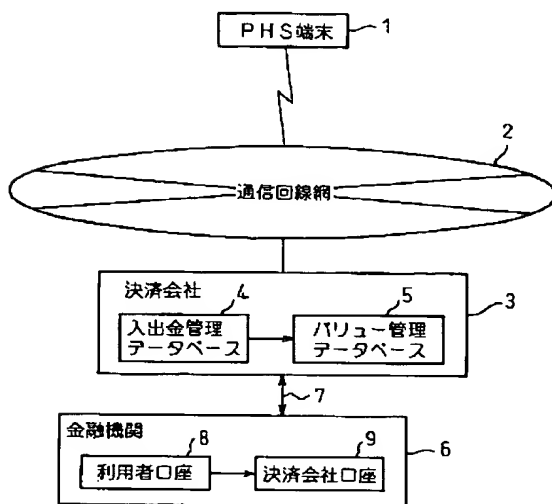 PHS端末
1
2
通信回線網
決済会社
4
5
3
入出金管理
データベース
バリュー管理
データベース
7
金融機関
8
9
6
利用者口座
決済会社口座